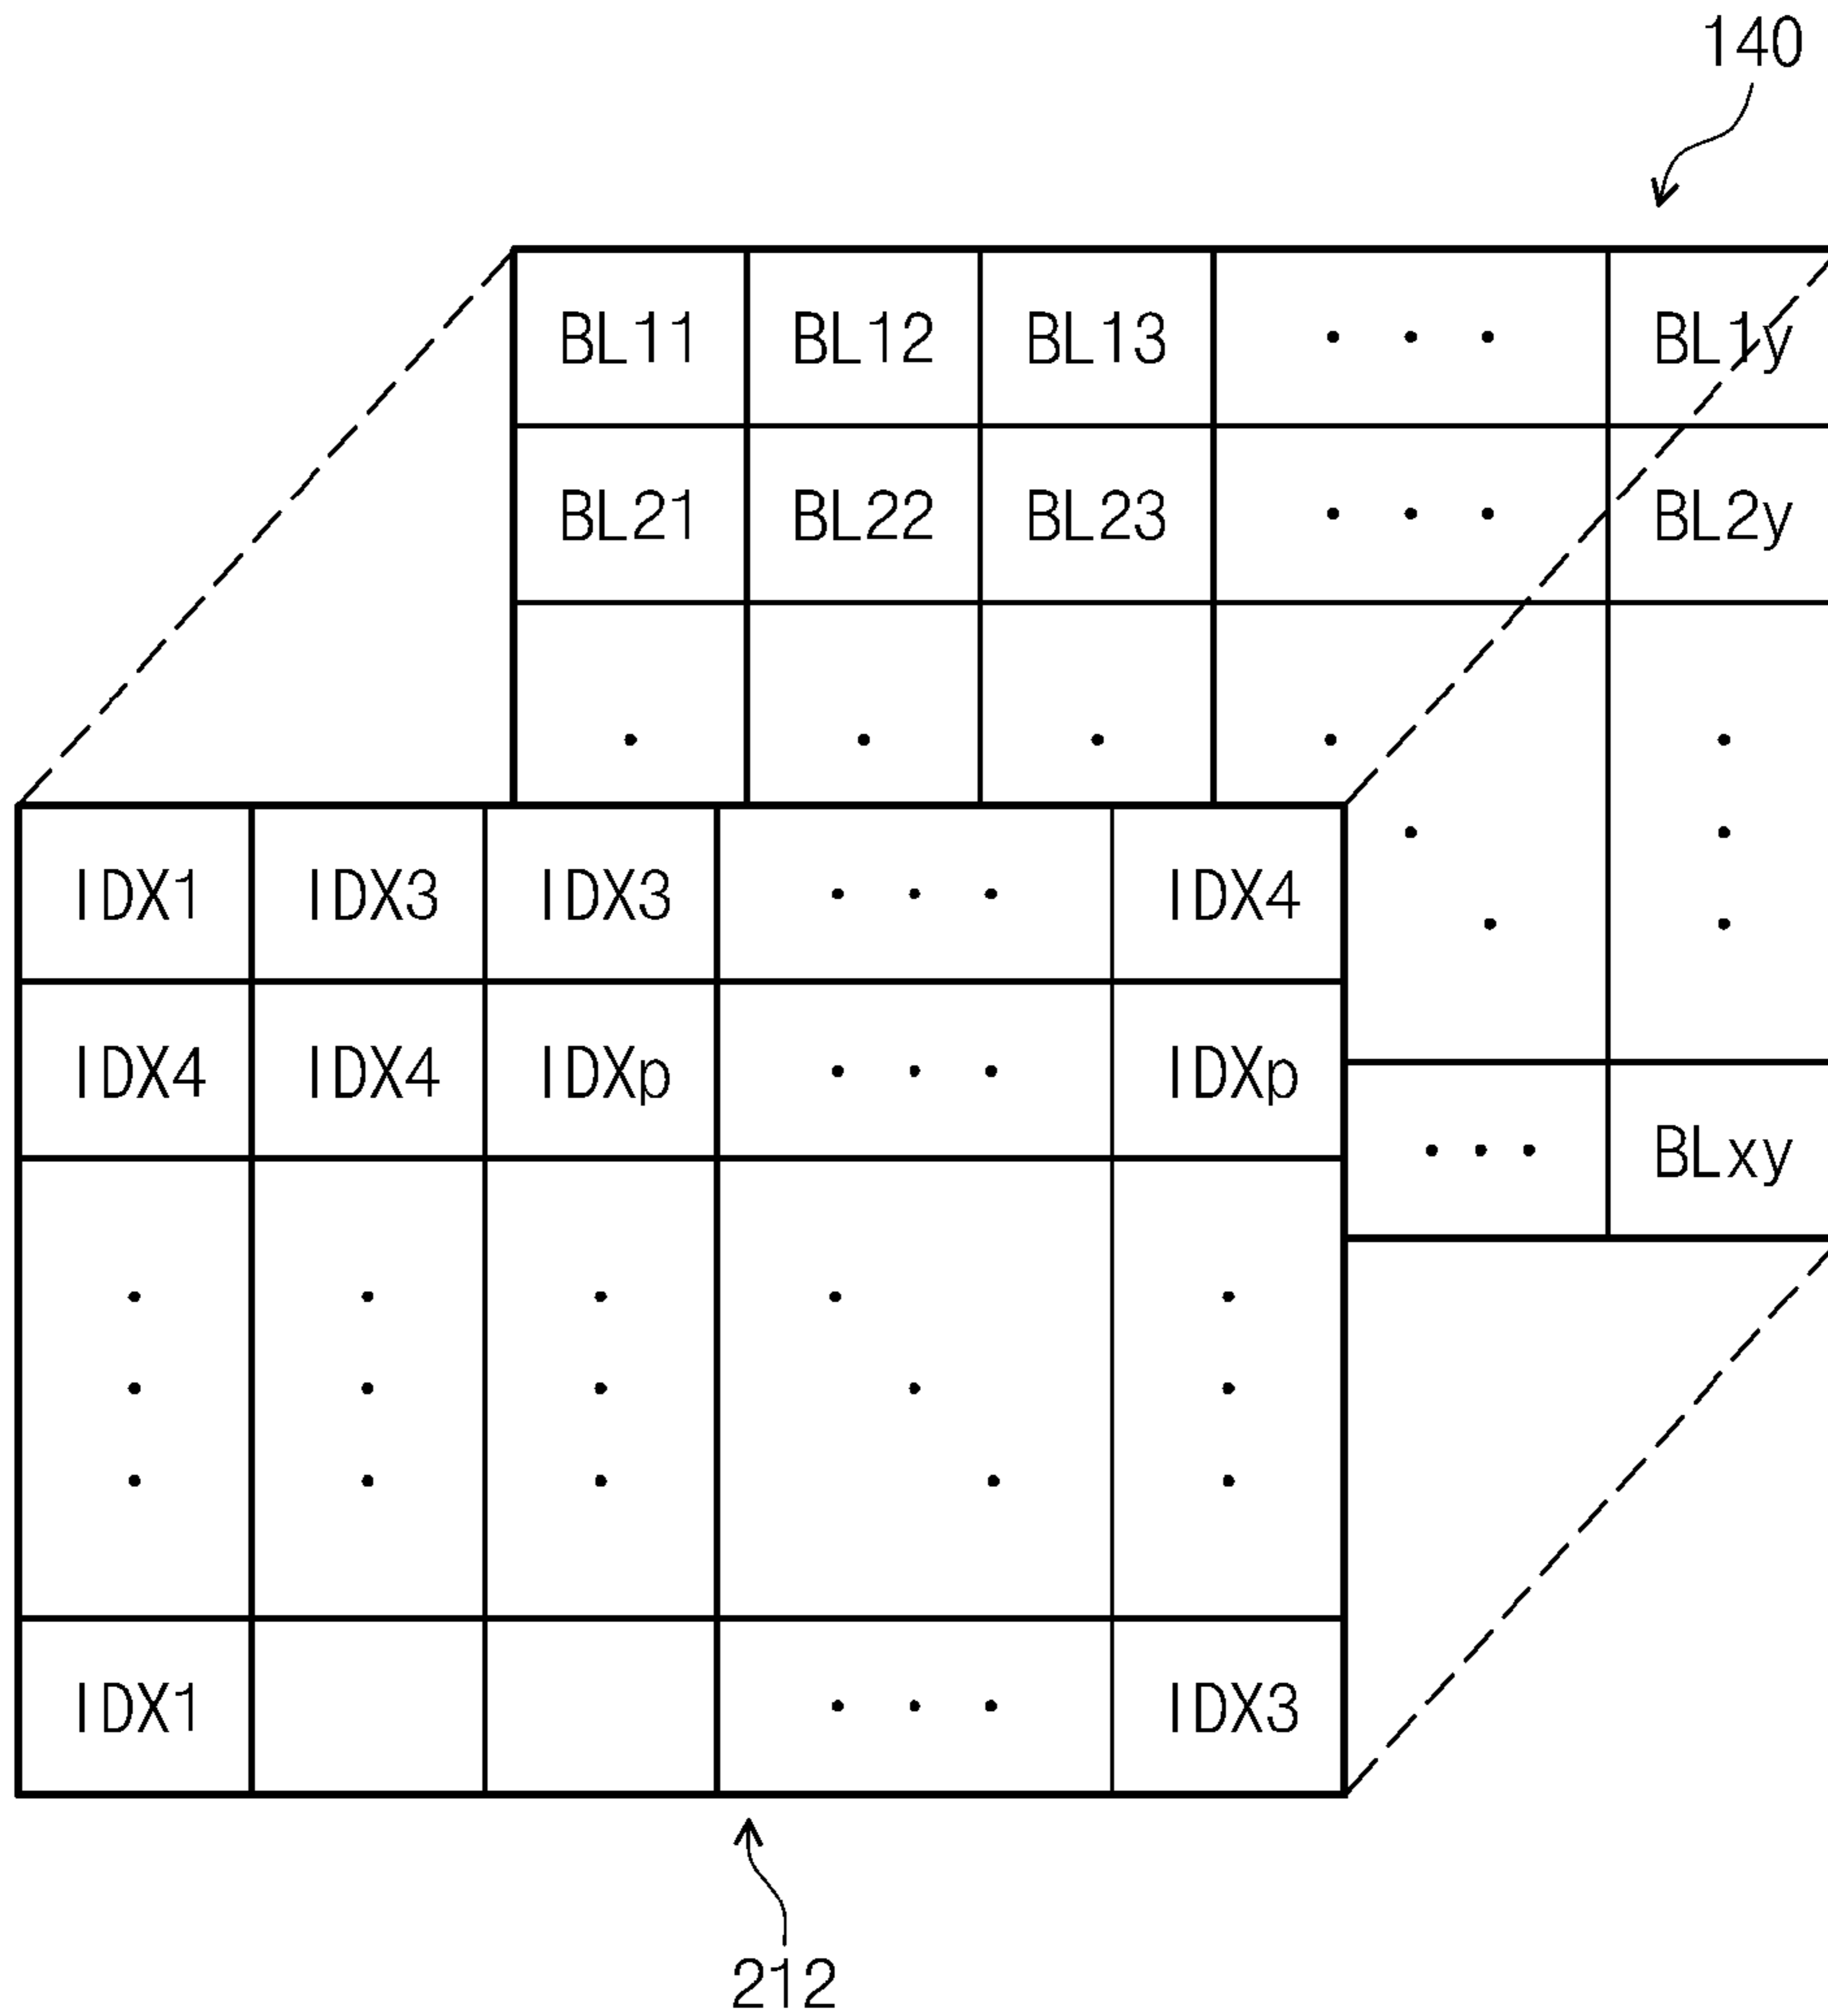 140
BL11 BL12 BL13 · · · BL1y
BL21 BL22 BL23 · · · BL2y
IDX1 IDX3 IDX3 · · · IDX4
IDX4 IDX4 IDXp · · · IDXp
· · · BLxy
IDX1 · · · IDX3
212